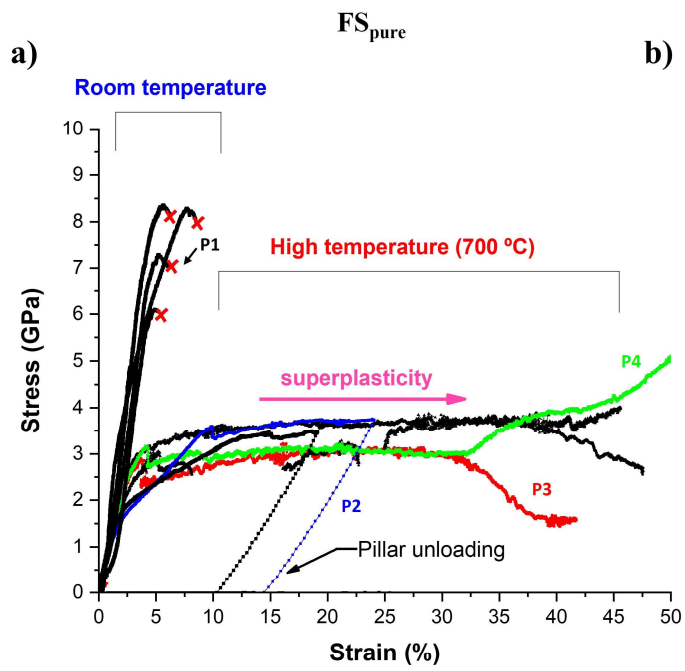 FSpure
a) b)
Room temperature
10
9
8
7
6
5
4
3
2
1
0
P1
High temperature (700 ºC)
superplasticity
P4
P3
P2
Pillar unloading
Stress (GPa)
0 5 10 15 20 25 30 35 40 45 50
Strain (%)